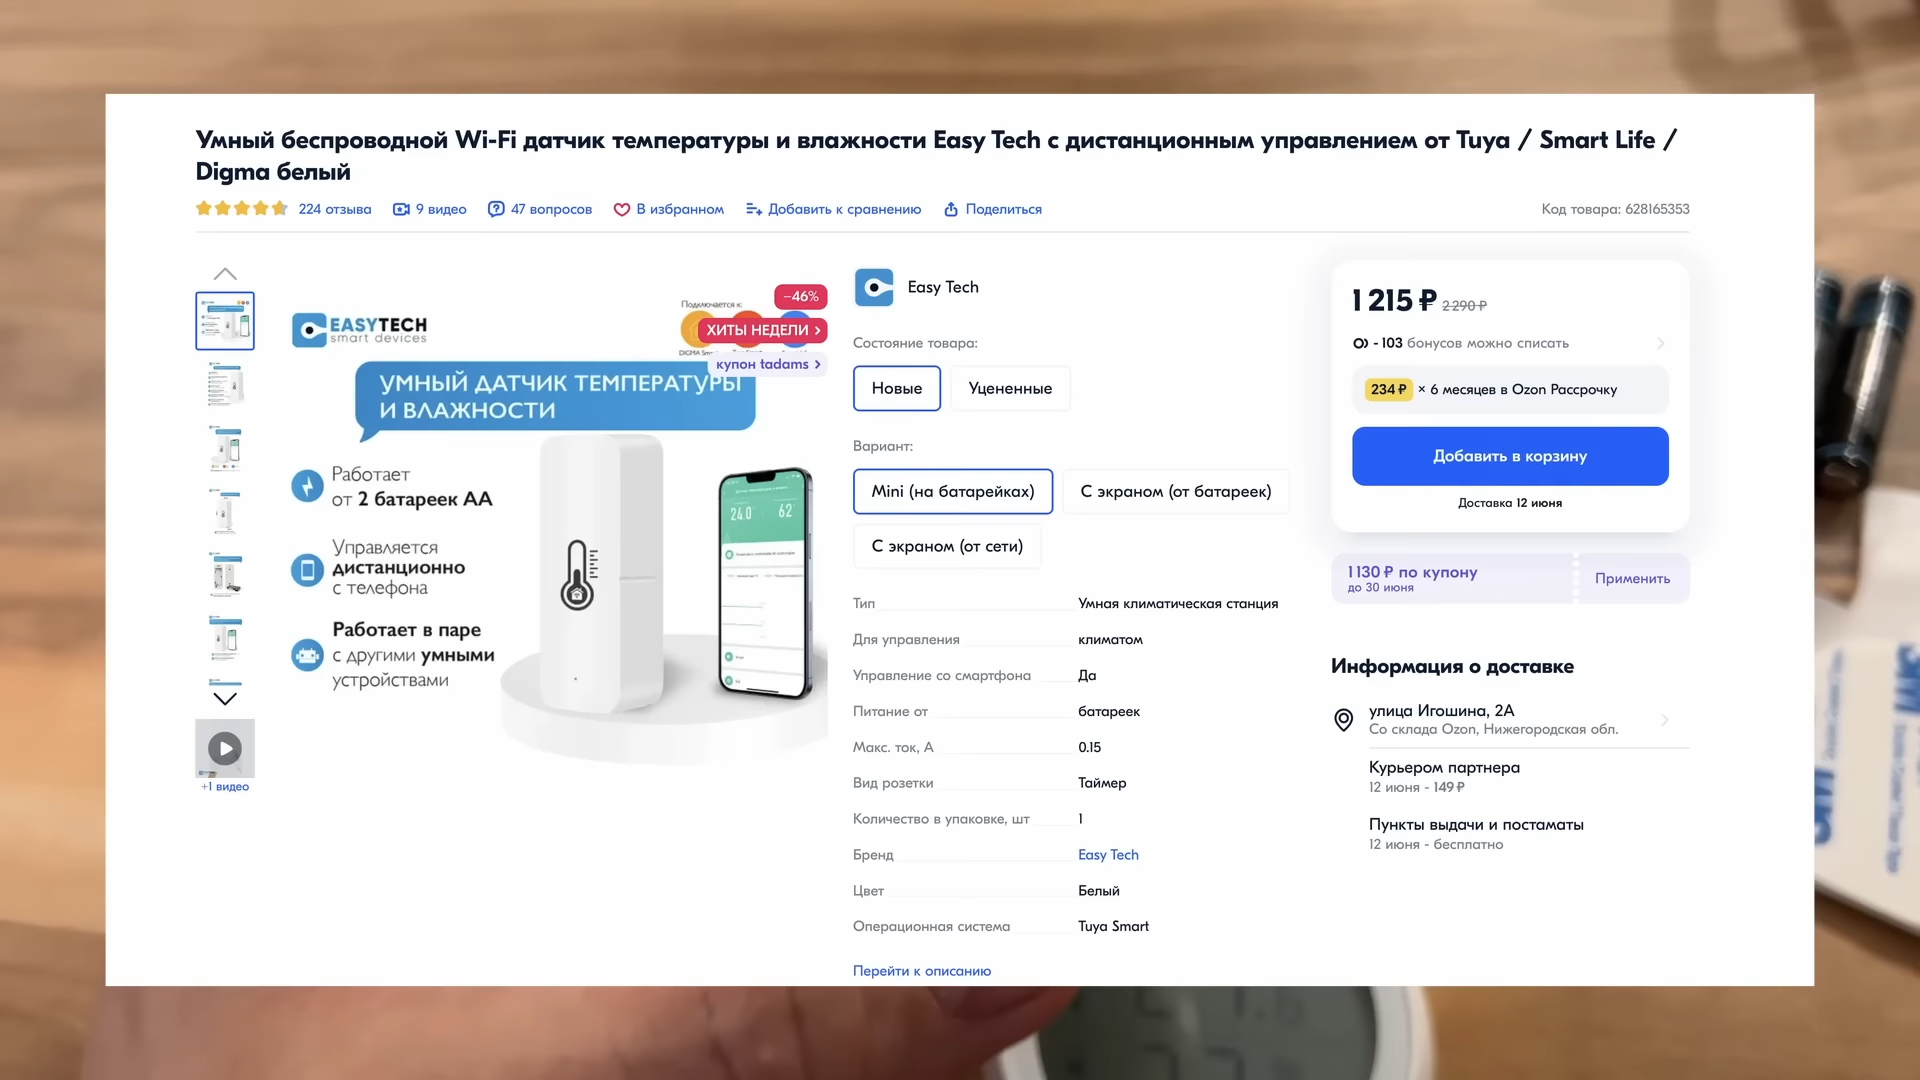 Умный беспроводной Wi-Fi датчик температуры и влажности Easy Tech с дистанционным управлением от Tuya / Smart Life /
Digma белый
224 отзыва
9 видео
47 вопросов
В избранном
Добавить к сравнению
Поделиться
Код товара: 628165353
EASYTECH
smart devices
Подключается к:
−46%
ХИТЫ НЕДЕЛИ
купон tadams
УМНЫЙ ДАТЧИК ТЕМПЕРАТУРЫ
И ВЛАЖНОСТИ
Работает
от 2 батареек АА
Управляется
дистанционно
с телефона
Работает в паре
с другими умными
устройствами
24.0
62
+1 видео
Easy Tech
Состояние товара:
Новые
Уцененные
Вариант:
Mini (на батарейках)
С экраном (от батареек)
С экраном (от сети)
Тип Умная климатическая станция
Для управления климатом
Управление со смартфона Да
Питание от батареек
Макс. ток, А 0.15
Вид розетки Таймер
Количество в упаковке, шт 1
Бренд Easy Tech
Цвет Белый
Операционная система Tuya Smart
Перейти к описанию
1 215 ₽ 2 290 ₽
- 103 бонусов можно списать
234 ₽ × 6 месяцев в Ozon Рассрочку
Добавить в корзину
Доставка 12 июня
1 130 ₽ по купону
до 30 июня
Применить
Информация о доставке
улица Игошина, 2А
Со склада Ozon, Нижегородская обл.
Курьером партнера
12 июня - 149 ₽
Пункты выдачи и постаматы
12 июня - бесплатно